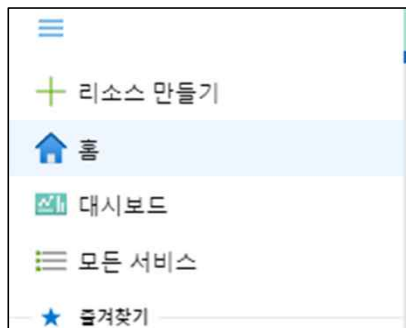 리소스 만들기
홈
대시보드
모든 서비스
즐겨찾기